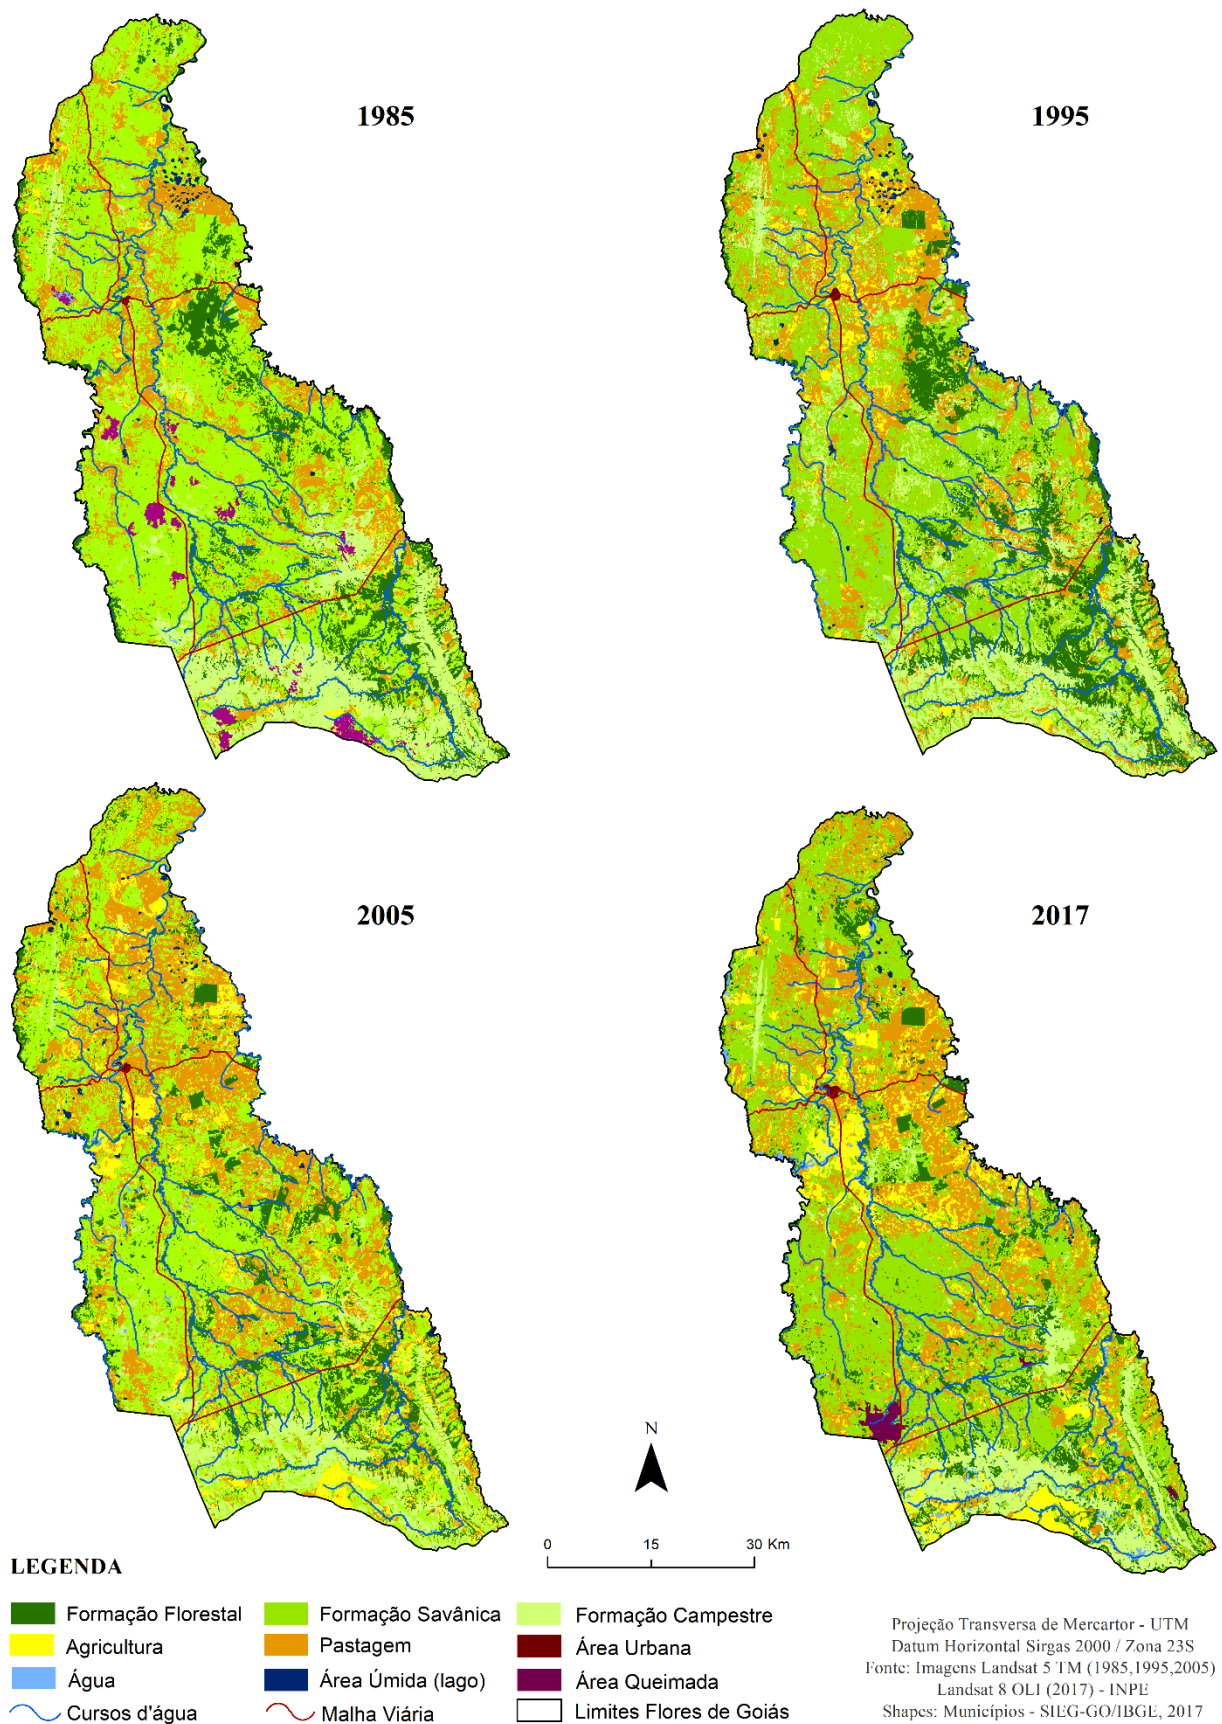 1985
1995
2005
2017
N
0 15 30 Km
LEGENDA
Formação Florestal
Formação Savânica
Formação Campestre
Agricultura
Pastagem
Área Urbana
Água
Área Úmida (lago)
Área Queimada
Cursos d'água
Malha Viária
Limites Flores de Goiás
Projeção Transversa de Mercartor - UTM
Datum Horizontal Sirgas 2000 / Zona 23S
Fonte: Imagens Landsat 5 TM (1985,1995,2005)
Landsat 8 OLI (2017) - INPE
Shapes: Municípios - SIEG-GO/IBGE, 2017